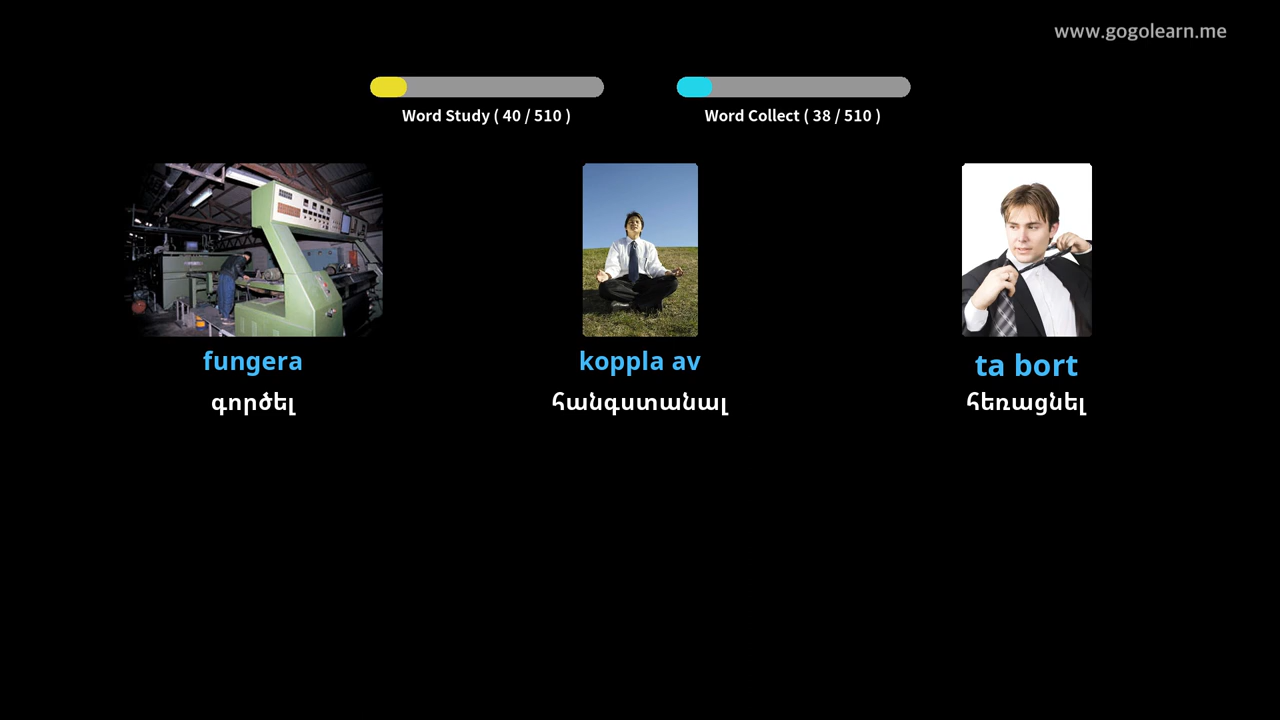 www.gogolearn.me
Word Study ( 40 / 510 )
Word Collect ( 38 / 510 )
fungera
koppla av
ta bort
գործել
հանգստանալ
հեռացնել